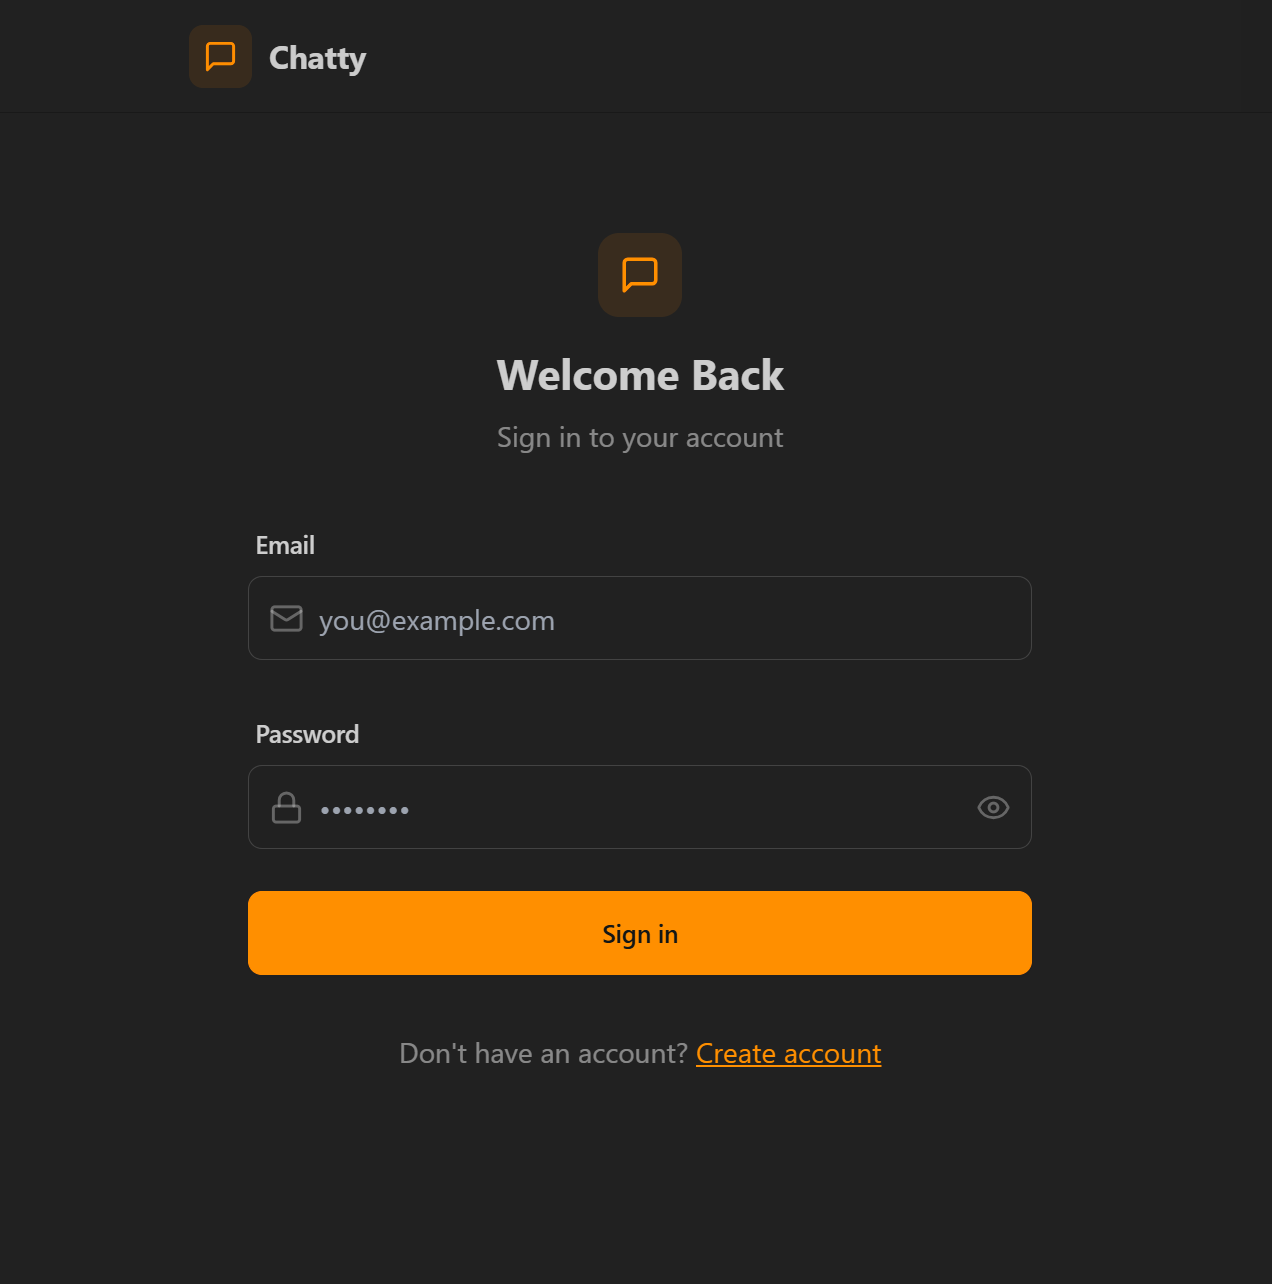 Chatty
Welcome Back
Sign in to your account
Email
you@example.com
Password
••••••••
Sign in
Don't have an account? Create account